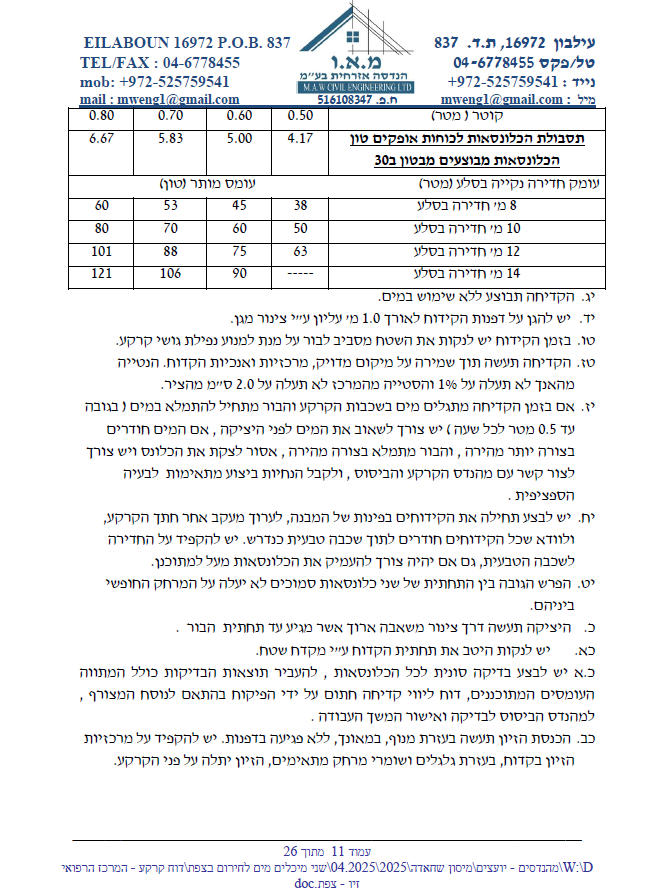 עילבון 16972, ת.ד. 837
טל/פקס 04-6778455
נייד : +972-525759541
מיל : mweng1@gmail.com
מ.א.ו
הנדסה אזרחית בע"מ
M.A.W CIVIL ENGINEERING LTD
ח.פ. 516108347
EILABOUN 16972 P.O.B. 837
TEL/FAX : 04-6778455
mob: +972-525759541
mail : mweng1@gmail.com
קוטר ( מטר) 0.50 0.60 0.70 0.80
תסבולת הכלונסאות לכוחות אופקים טון 4.17 5.00 5.83 6.67
הכלונסאות מבוצעים מבטון ב30
עומק חדירה נקייה בסלע (מטר) עומס מותר (טון)
8 מ' חדירה בסלע 38 45 53 60
10 מ' חדירה בסלע 50 60 70 80
12 מ' חדירה בסלע 63 75 88 101
14 מ' חדירה בסלע ----- 90 106 121
יג. הקדיחה תבוצע ללא שימוש במים.
יד. יש להגן על דפנות הקידוח לאורך 1.0 מ' עליון ע"י צינור מגן.
טו. בזמן הקידוח יש לנקות את השטח מסביב לבור על מנת למנוע נפילת גושי קרקע.
טז. הקדיחה תעשה תוך שמירה על מיקום מדויק, מרכזיות ואנכיות הקדוח. הנטייה
מהאנך לא תעלה על 1% והסטייה מהמרכז לא תעלה על 2.0 ס"מ מהציר.
יז. אם בזמן הקדיחה מתגלים מים בשכבות הקרקע והבור מתחיל להתמלא במים ( בגובה
עד 0.5 מטר לכל שעה ) יש צורך לשאוב את המים לפני היציקה , אם המים חודרים
בצורה יותר מהירה , והבור מתמלא בצורה מהירה , אסור לצקת את הכלונס ויש צורך
לצור קשר עם מהנדס הקרקע והביסוס , ולקבל הנחיות ביצוע מתאימות לבעיה
הספציפית .
יח. יש לבצע תחילה את הקידוחים בפינות של המבנה, לערוך מעקב אחר חתך הקרקע,
ולוודא שכל הקידוחים חודרים לתוך שכבה טבעית כנדרש. יש להקפיד על החדירה
לשכבה הטבעית, גם אם יהיה צורך להעמיק את הכלונסאות מעל למתוכנן.
יט. הפרש הגובה בין התחתית של שני כלונסאות סמוכים לא יעלה על המרחק החופשי
ביניהם.
כ. היציקה תעשה דרך צינור משאבה ארוך אשר מגיע עד תחתית הבור .
כא. יש לנקות היטב את תחתית הקדוח ע"י מקדח שטח.
כ.א יש לבצע בדיקה סונית לכל הכלונסאות , להעביר תוצאות הבדיקות כולל המתווה
העומסים המתוכננים, דוח ליווי קדיחה חתום על ידי הפיקוח בהתאם לנוסח המצורף ,
למהנדס הביסוס לבדיקה ואישור המשך העבודה .
כב. הכנסת הזיון תעשה בעזרת מנוף, במאונך, ללא פגיעה בדפנות. יש להקפיד על מרכזיות
הזיון בקדוח, בעזרת גלגלים ושומרי מרחק מתאימים, הזיון יתלה על פני הקרקע.
עמוד 11 מתוך 26
W:\D\מהנדסים - יועצים\מיסון שחאדה\2025\04.2025\שני מיכלים מים לחירום בצפת\דוח קרקע - המרכז הרפואי
זיו - צפת.doc